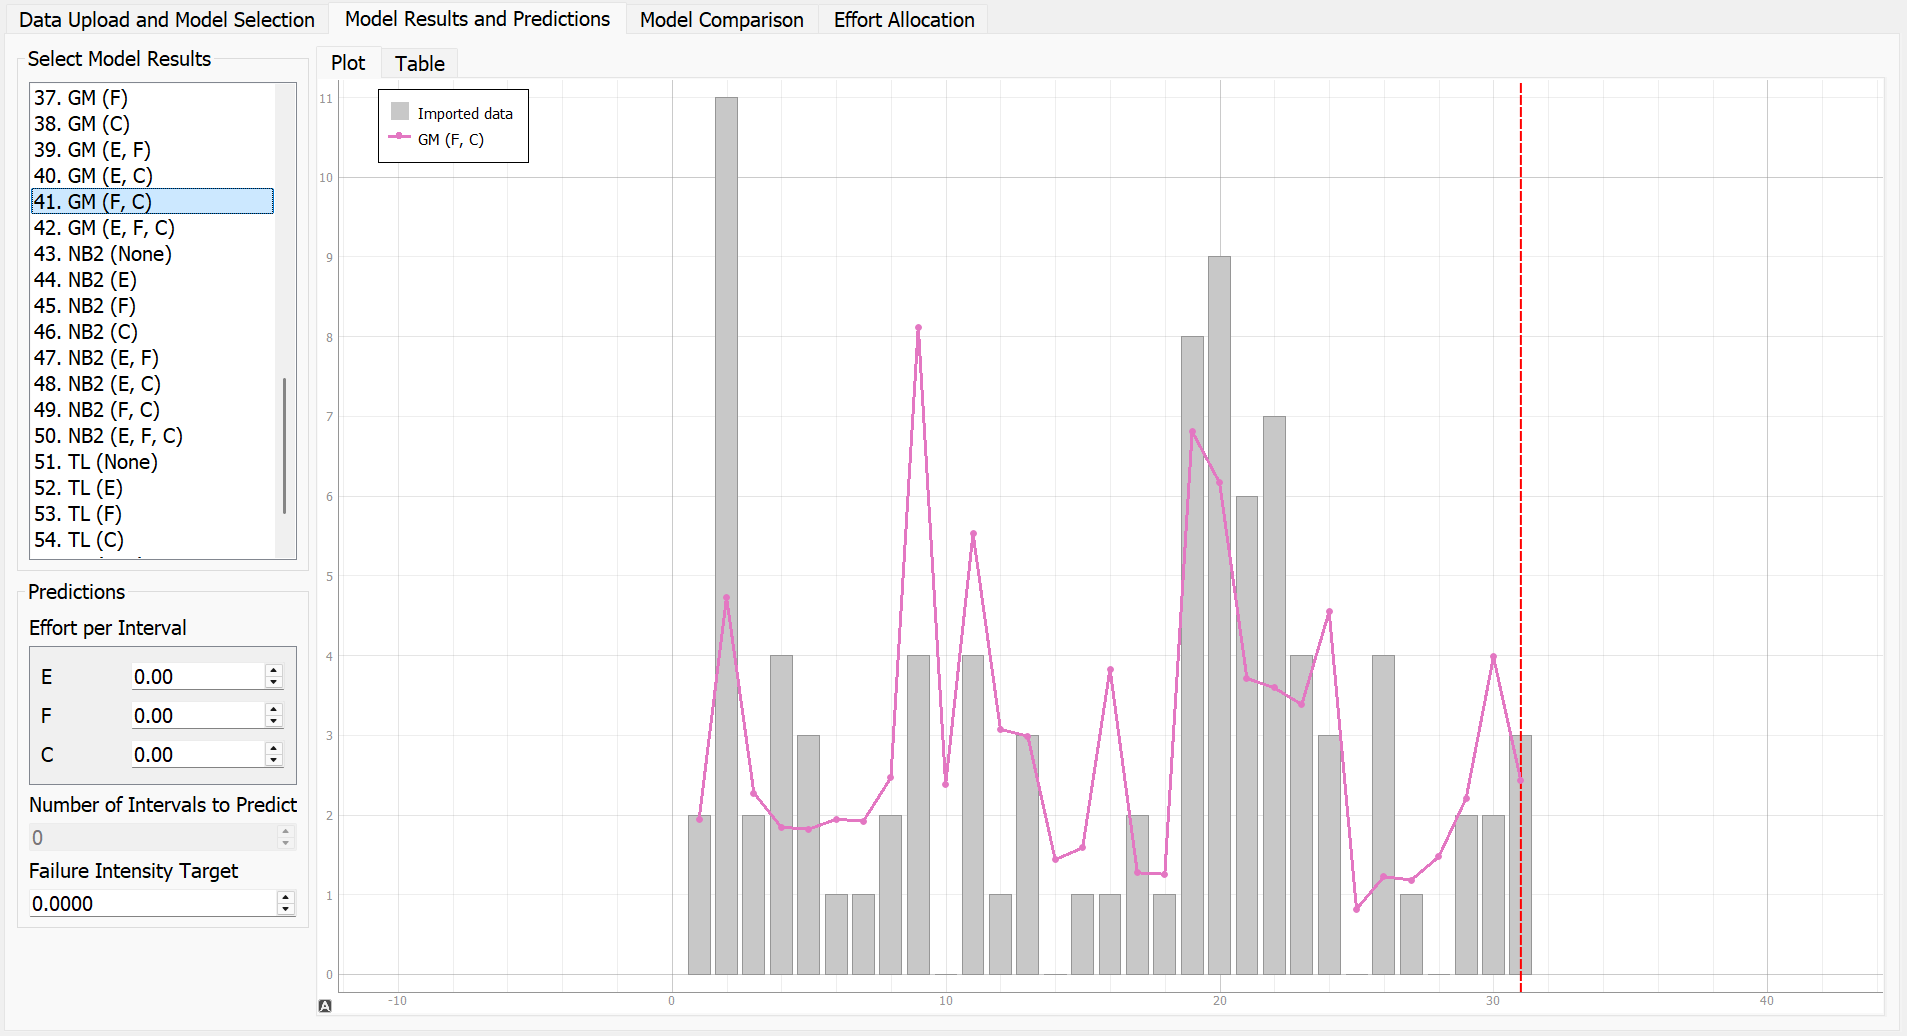 Data Upload and Model Selection
Model Results and Predictions
Model Comparison
Effort Allocation
Select Model Results
37. GM (F)
38. GM (C)
39. GM (E, F)
40. GM (E, C)
41. GM (F, C)
42. GM (E, F, C)
43. NB2 (None)
44. NB2 (E)
45. NB2 (F)
46. NB2 (C)
47. NB2 (E, F)
48. NB2 (E, C)
49. NB2 (F, C)
50. NB2 (E, F, C)
51. TL (None)
52. TL (E)
53. TL (F)
54. TL (C)
Predictions
Effort per Interval
E 0.00
F 0.00
C 0.00
Number of Intervals to Predict
0
Failure Intensity Target
0.0000
Plot
Table
Imported data
GM (F, C)
11
10
9
8
7
6
5
4
3
2
1
0
A
-10 0 10 20 30 40